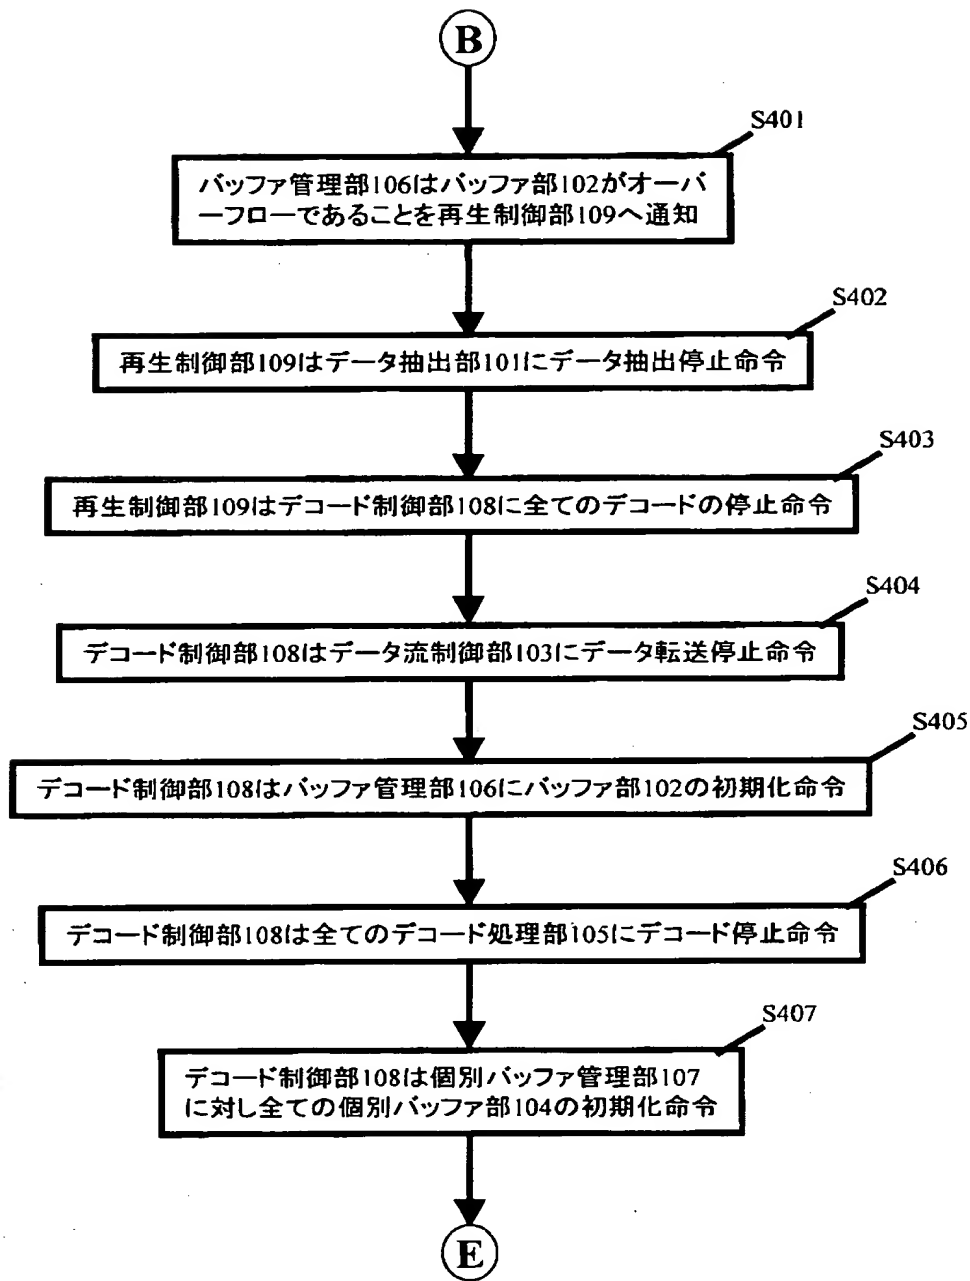 B
S401
バッファ管理部106はバッファ部102がオーバ
ーフローであることを再生制御部109へ通知
S402
再生制御部109はデータ抽出部101にデータ抽出停止命令
S403
再生制御部109はデコード制御部108に全てのデコードの停止命令
S404
デコード制御部108はデータ流制御部103にデータ転送停止命令
S405
デコード制御部108はバッファ管理部106にバッファ部102の初期化命令
S406
デコード制御部108は全てのデコード処理部105にデコード停止命令
S407
デコード制御部108は個別バッファ管理部107
に対し全ての個別バッファ部104の初期化命令
E